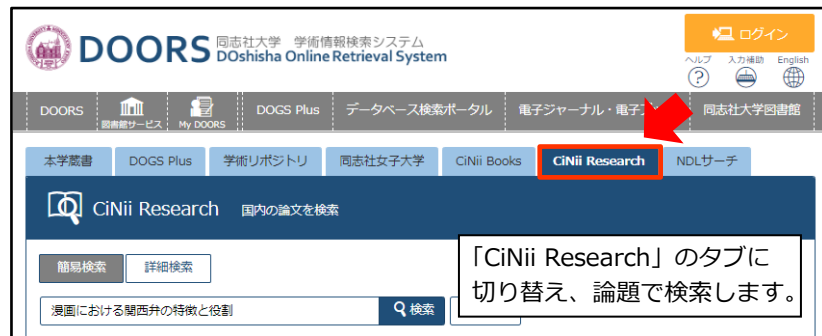 DOORS 同志社大学 学術情報検索システム
DOshisha Online Retrieval System
ログイン
ヘルプ 入力補助 English
DOORS 図書館サービス My DOORS DOGS Plus データベース検索ポータル 電子ジャーナル・電子ブ 同志社大学図書館
本学蔵書 DOGS Plus 学術リポジトリ 同志社女子大学 CiNii Books CiNii Research NDLサーチ
CiNii Research 国内の論文を検索
簡易検索 詳細検索
漫画における関西弁の特徴と役割 検索
「CiNii Research」のタブに
切り替え、論題で検索します。